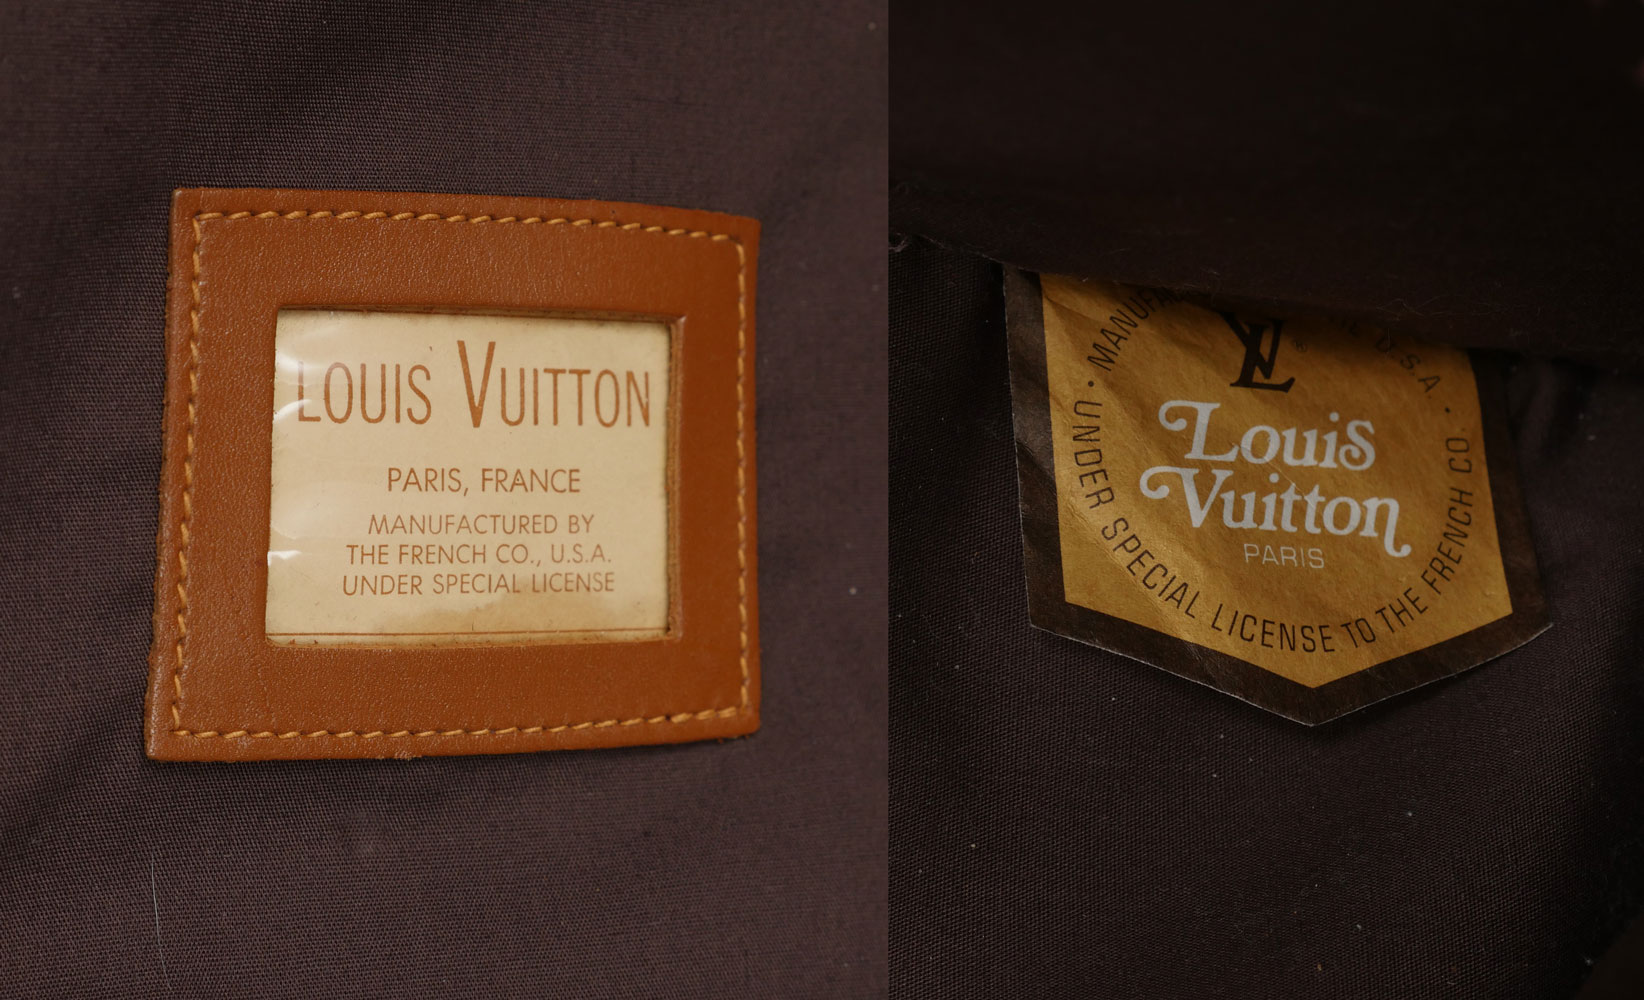 LOUIS VUITTON
PARIS, FRANCE
MANUFACTURED BY
THE FRENCH CO., U.S.A.
UNDER SPECIAL LICENSE
U.S.A. ·
LV ®
Louis
Vuitton
PARIS
· UNDER SPECIAL LICENSE TO THE FRENCH CO.